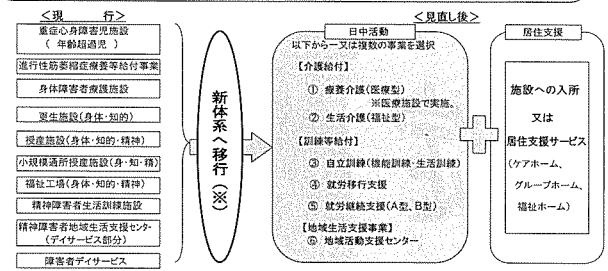 ＜現　　行＞
重症心身障害児施設
（ 年齢超過児 ）
進行性筋萎縮症療養等給付事業
身体障害者療護施設
更生施設（身体・知的）
授産施設（身体・知的・精神）
小規模通所授産施設（身・知・精）
福祉工場（身体・知的・精神）
精神障害者生活訓練施設
精神障害者地域生活支援センター
（デイサービス部分）
障害者デイサービス
新体系へ移行（※）
＜見直し後＞
日中活動
以下から一又は複数の事業を選択
【介護給付】
① 療養介護（医療型）
※医療施設で実施。
② 生活介護（福祉型）
【訓練等給付】
③ 自立訓練（機能訓練・生活訓練）
④ 就労移行支援
⑤ 就労継続支援（A型、B型）
【地域生活支援事業】
⑥ 地域活動支援センター
居住支援
施設への入所
又は
居住支援サービス
（ケアホーム、
グループホーム、
福祉ホーム）